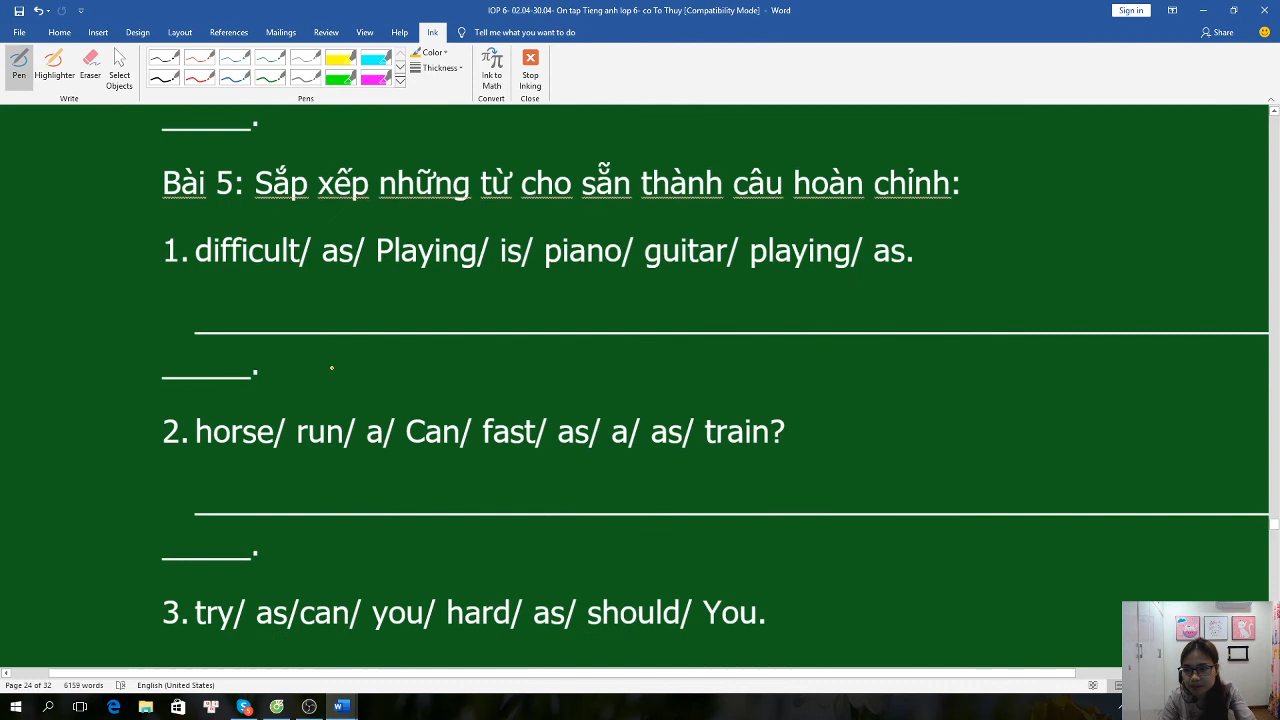 IOP 6- 02.04-30.04- On tap Tieng anh lop 6- co To Thuy [Compatibility Mode] - Word
Sign in
File Home Insert Design Layout References Mailings Review View Help Ink Tell me what you want to do Share
Pen Highlighter Eraser Select Objects
Color
Thickness
Ink to Math
Stop Inking
Write Pens Convert Close
_____.
Bài 5: Sắp xếp những từ cho sẵn thành câu hoàn chỉnh:
1. difficult/ as/ Playing/ is/ piano/ guitar/ playing/ as.
_____.
2. horse/ run/ a/ Can/ fast/ as/ a/ as/ train?
_____.
3. try/ as/can/ you/ hard/ as/ should/ You.
Page 24 of 32 6159 words English (United States)